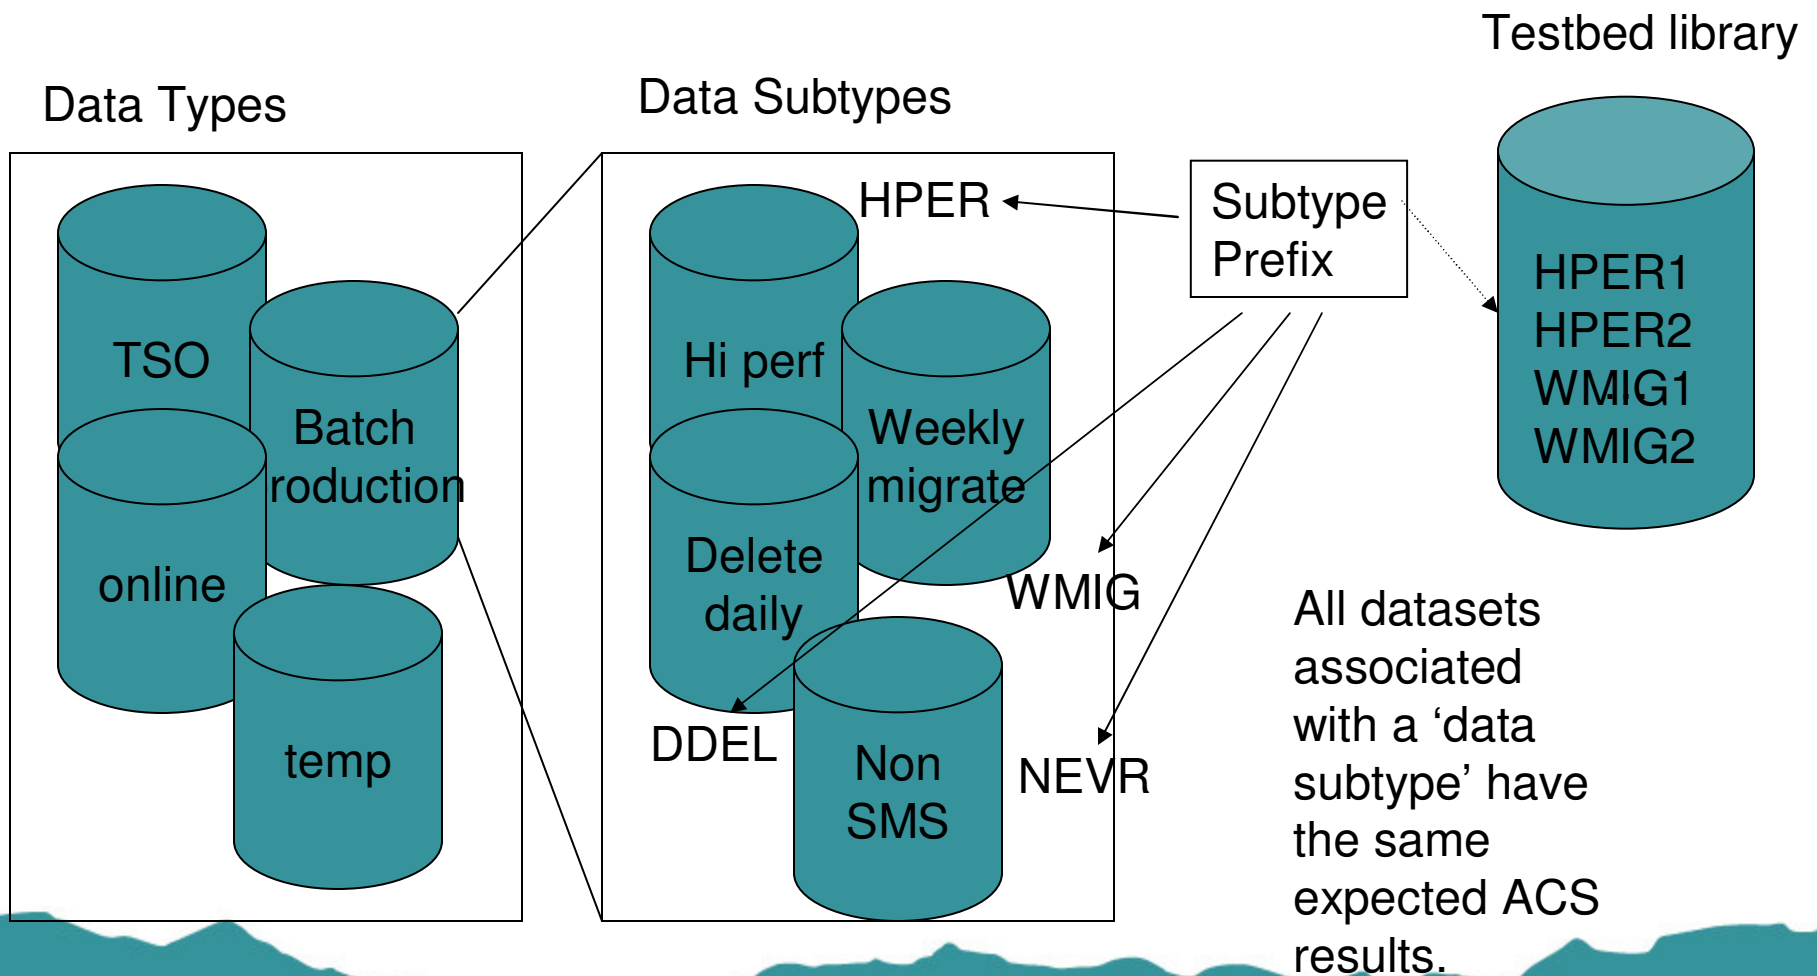 Testbed library
Data Types
Data Subtypes
TSO
Batch
roduction
online
temp
HPER
Hi perf
Weekly
migrate
Delete
daily
WMIG
DDEL
Non
SMS
NEVR
Subtype
Prefix
HPER1
HPER2
WMIG1
...
WMIG2
All datasets
associated
with a ‘data
subtype’ have
the same
expected ACS
results.